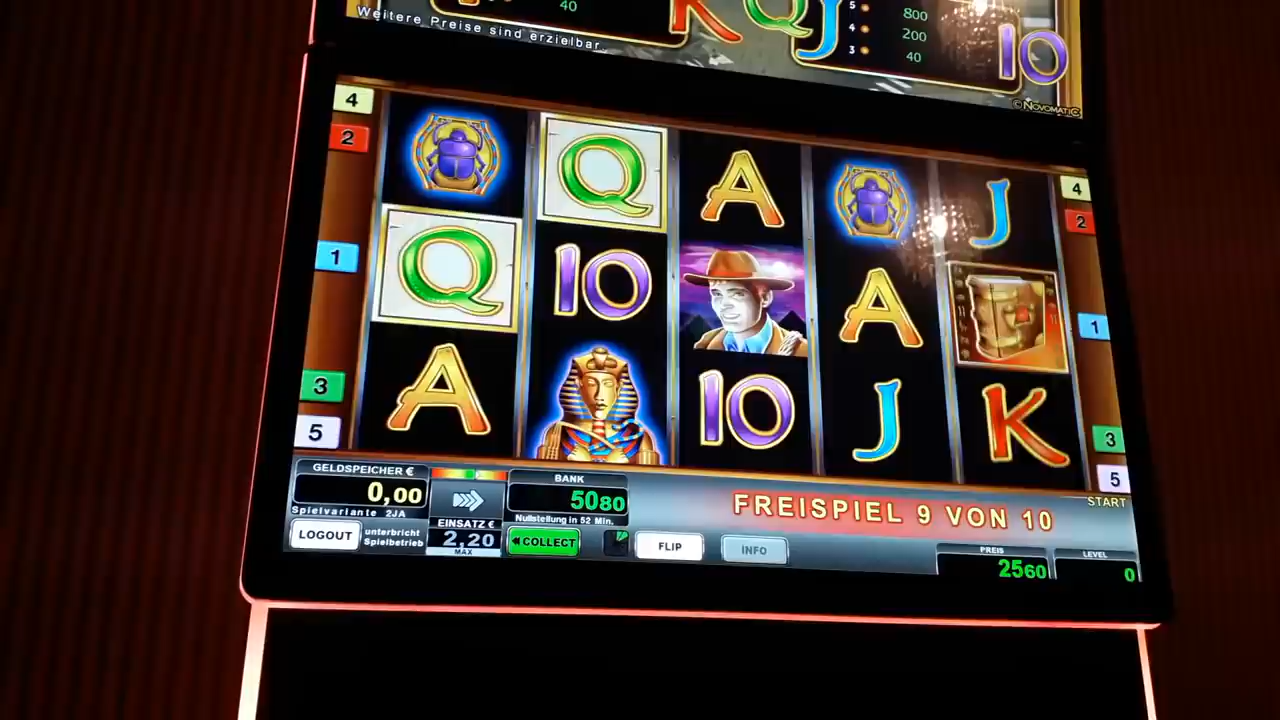 40
Weitere Preise sind erzielbar
K Q J
5 800
4 200
3 40
10
© NOVOMATIC
4 Q A J 4
2 2
1 Q 10 A 1
3 A 10 J K 3
5 5
GELDSPEICHER €
0,00
Spielvariante 2JA
LOGOUT
unterbricht
Spielbetrieb
EINSATZ €
2,20
MAX
BANK
5080
Nullstellung in 52 Min.
COLLECT
FLIP
INFO
FREISPIEL 9 VON 10
START
PREIS
2560
LEVEL
0